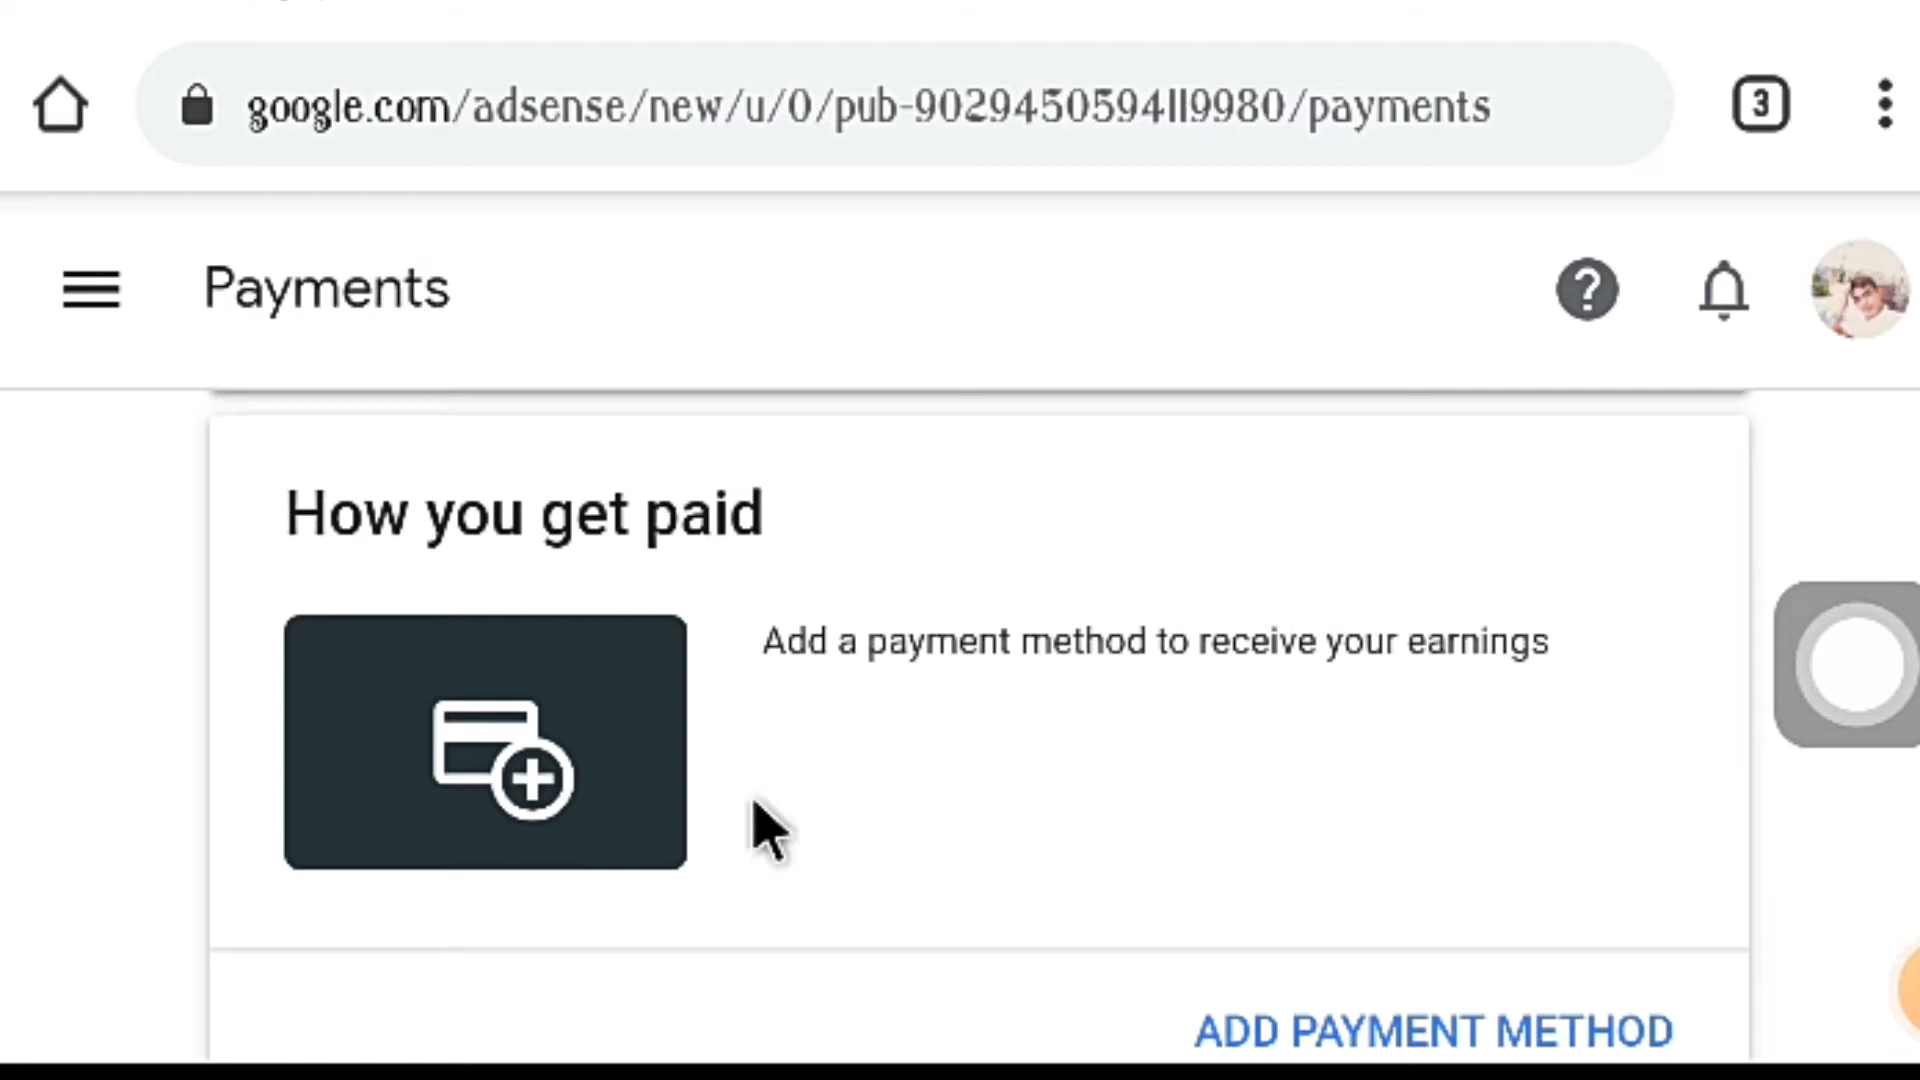 google.com/adsense/new/u/0/pub-9029450594119980/payments
3
Payments
How you get paid
Add a payment method to receive your earnings
ADD PAYMENT METHOD